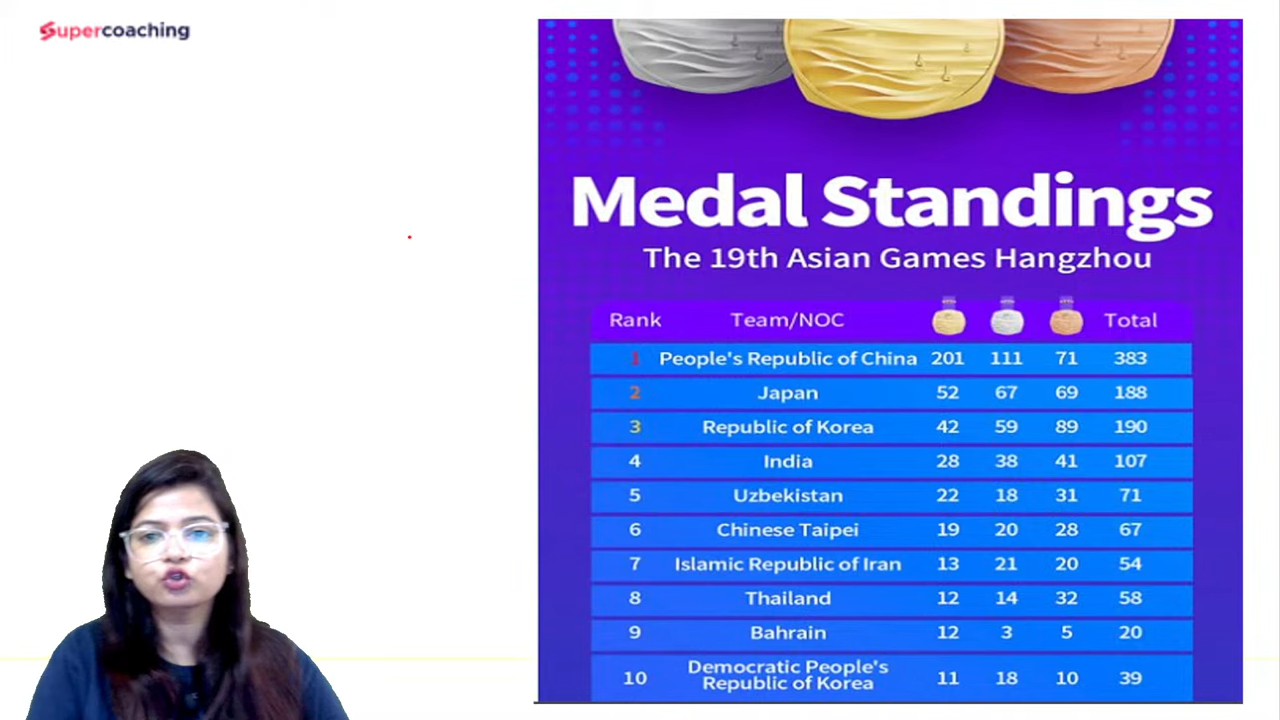 Supercoaching
Medal Standings
The 19th Asian Games Hangzhou
Rank Team/NOC Total
1 People's Republic of China 201 111 71 383
2 Japan 52 67 69 188
3 Republic of Korea 42 59 89 190
4 India 28 38 41 107
5 Uzbekistan 22 18 31 71
6 Chinese Taipei 19 20 28 67
7 Islamic Republic of Iran 13 21 20 54
8 Thailand 12 14 32 58
9 Bahrain 12 3 5 20
10 Democratic People's
Republic of Korea 11 18 10 39